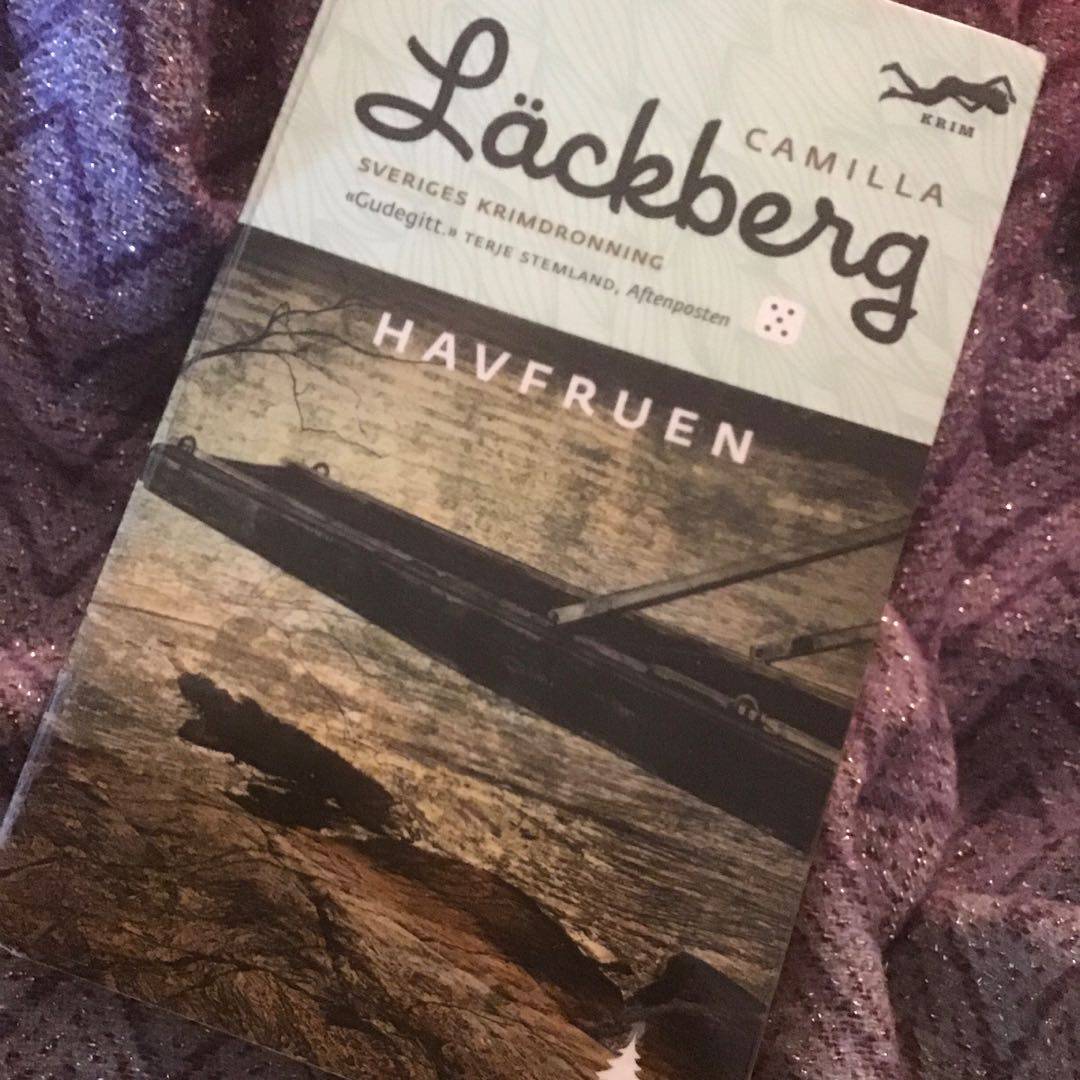 CAMILLA
Läckberg
KRIM
SVERIGES KRIMDRONNING
«Gudegitt.» TERJE STEMLAND, Aftenposten
HAVFRUEN